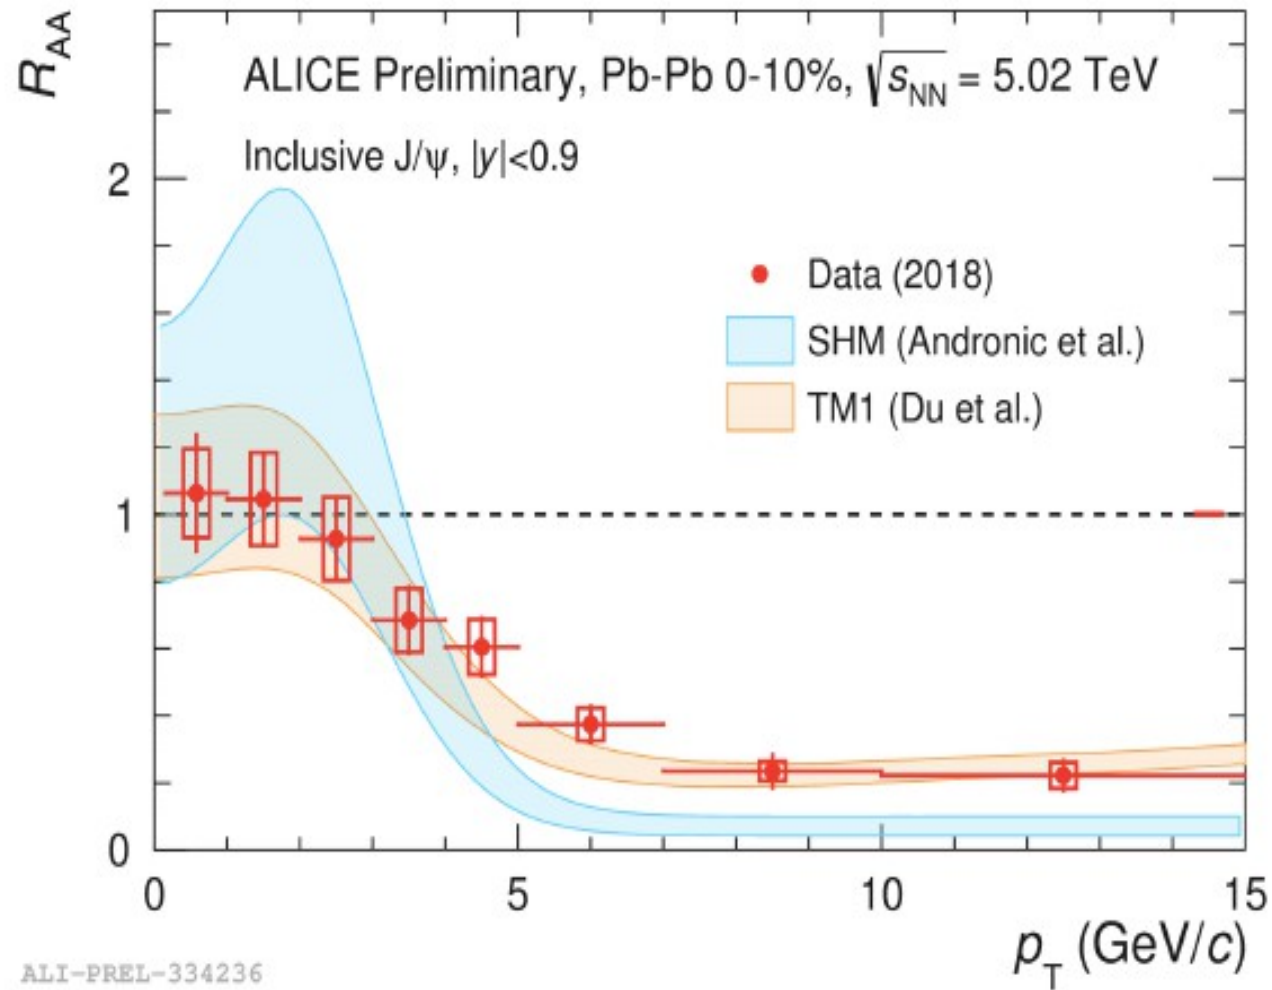 R_AA
ALICE Preliminary, Pb-Pb 0-10%, √s_NN = 5.02 TeV
Inclusive J/ψ, |y|<0.9
2
Data (2018)
SHM (Andronic et al.)
TM1 (Du et al.)
1
0
0 5 10 15
p_T (GeV/c)
ALI-PREL-334236